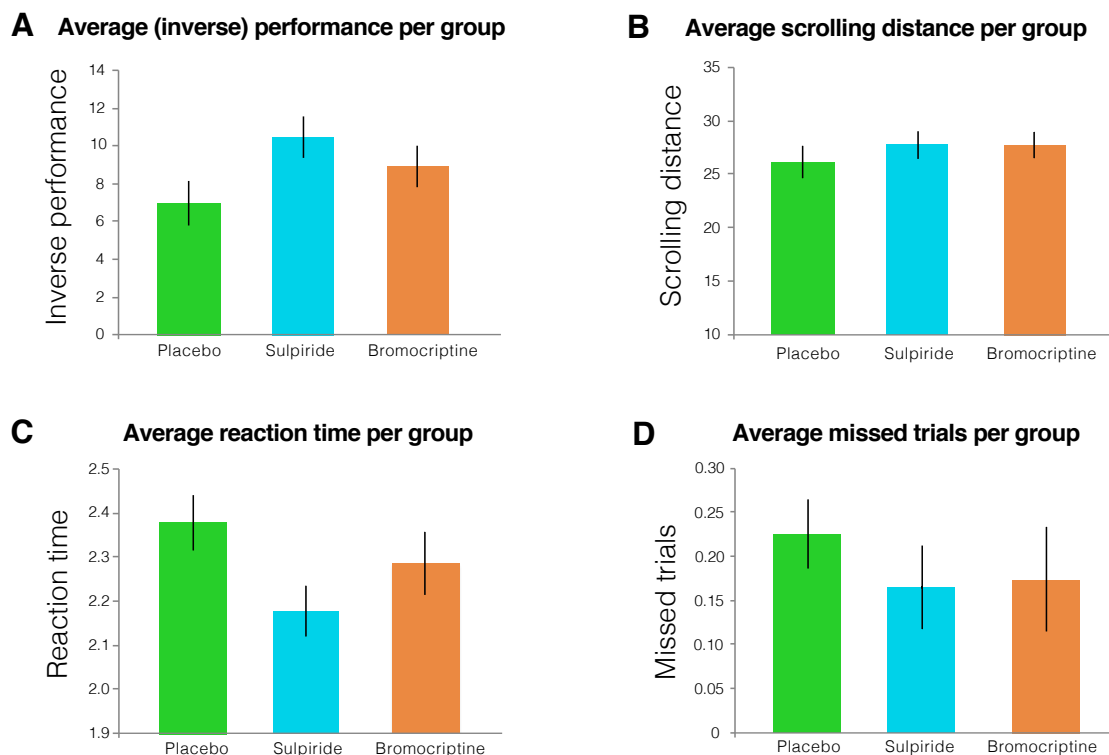 A Average (inverse) performance per group
Inverse performance
14
12
10
8
6
4
2
0
Placebo Sulpiride Bromocriptine
B Average scrolling distance per group
Scrolling distance
35
30
25
20
15
10
Placebo Sulpiride Bromocriptine
C Average reaction time per group
Reaction time
2.5
2.4
2.3
2.2
2.1
2.0
1.9
Placebo Sulpiride Bromocriptine
D Average missed trials per group
Missed trials
0.30
0.25
0.20
0.15
0.10
0.05
0
Placebo Sulpiride Bromocriptine